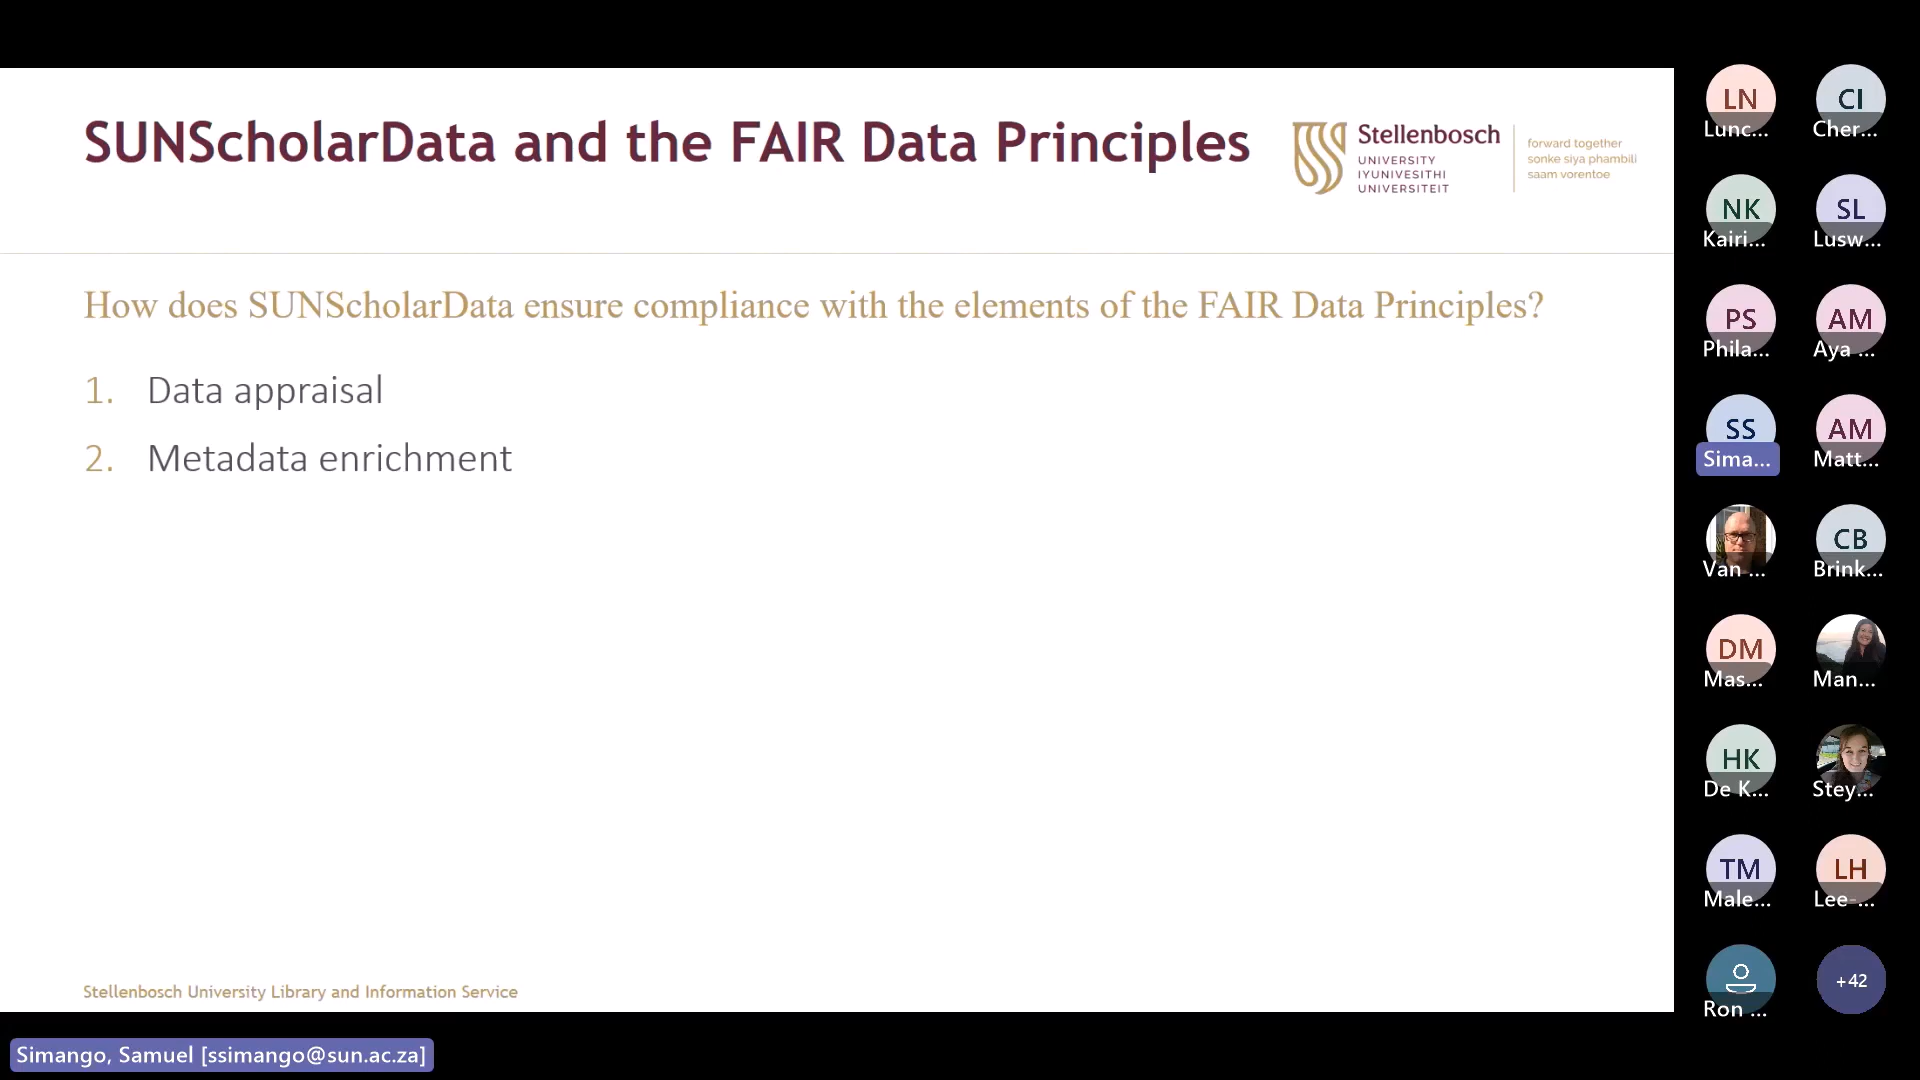 SUNScholarData and the FAIR Data Principles
Stellenbosch
UNIVERSITY
IYUNIVESITHI
UNIVERSITEIT
forward together
sonke siya phambili
saam vorentoe
How does SUNScholarData ensure compliance with the elements of the FAIR Data Principles?
1. Data appraisal
2. Metadata enrichment
Stellenbosch University Library and Information Service
Simango, Samuel [ssimango@sun.ac.za]
LN
Lunc...
CI
Cher...
NK
Kairi...
SL
Lusw...
PS
Phila...
AM
Aya ...
SS
Sima...
AM
Matt...
Van ...
CB
Brink...
DM
Mas...
Man...
HK
De K...
Stey...
TM
Male...
LH
Lee-...
Ron ...
+42